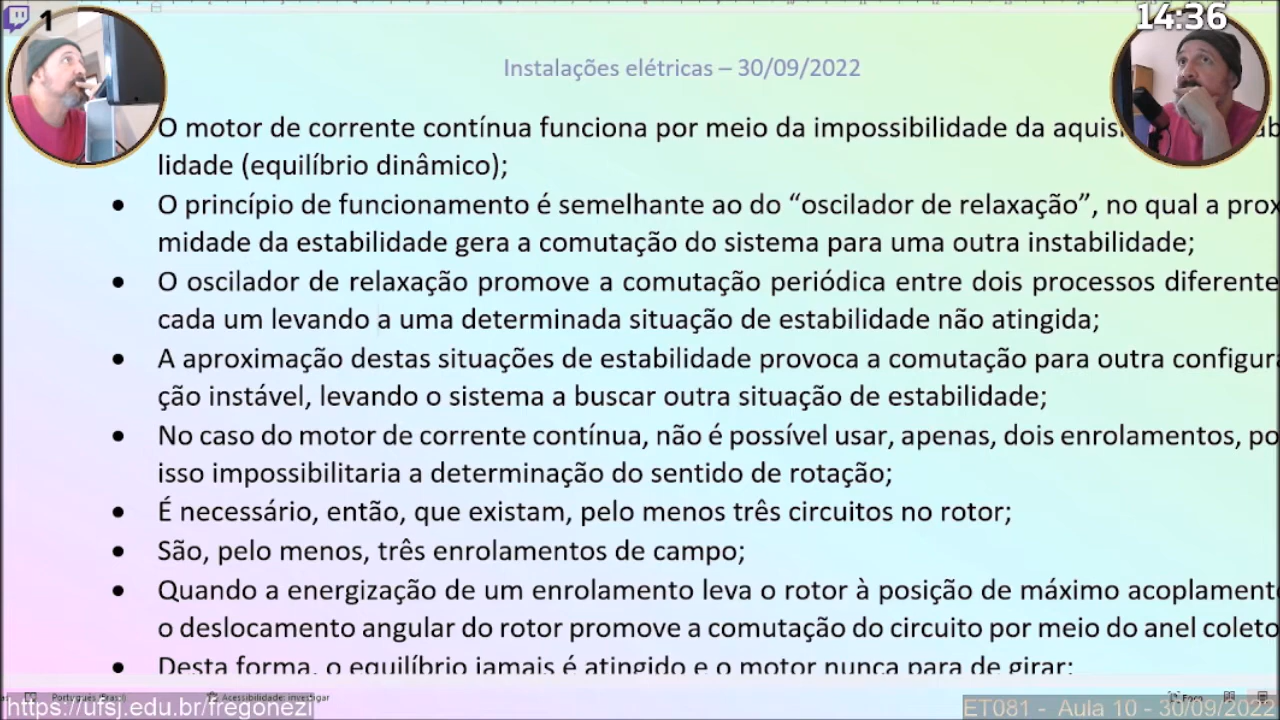 1
14:36
Instalações elétricas – 30/09/2022
O motor de corrente contínua funciona por meio da impossibilidade da
lidade (equilíbrio dinâmico);
• O princípio de funcionamento é semelhante ao do “oscilador de relaxação”, no qual a prox
midade da estabilidade gera a comutação do sistema para uma outra instabilidade;
• O oscilador de relaxação promove a comutação periódica entre dois processos diferente
cada um levando a uma determinada situação de estabilidade não atingida;
• A aproximação destas situações de estabilidade provoca a comutação para outra configura
ção instável, levando o sistema a buscar outra situação de estabilidade;
• No caso do motor de corrente contínua, não é possível usar, apenas, dois enrolamentos, po
isso impossibilitaria a determinação do sentido de rotação;
• É necessário, então, que existam, pelo menos três circuitos no rotor;
• São, pelo menos, três enrolamentos de campo;
• Quando a energização de um enrolamento leva o rotor à posição de máximo acoplament
o deslocamento angular do rotor promove a comutação do circuito por meio do anel coleto
• Desta forma, o equilíbrio jamais é atingido e o motor nunca para de girar;
Português (Brasil) Acessibilidade: investigar Foco
https://ufsj.edu.br/fregonezi
ET081 - Aula 10 - 30/09/2022